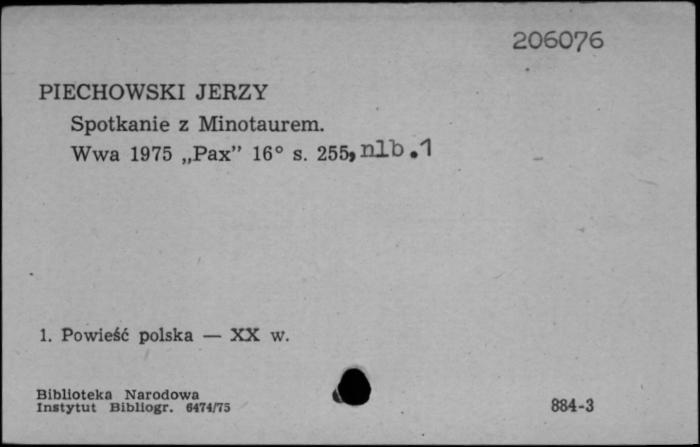 206076
PIECHOWSKI JERZY
Spotkanie z Minotaurem.
Wwa 1975 „Pax” 16° s. 255, nlb.1
1. Powieść polska — XX w.
Biblioteka Narodowa
Instytut Bibliogr. 6474/75
884-3